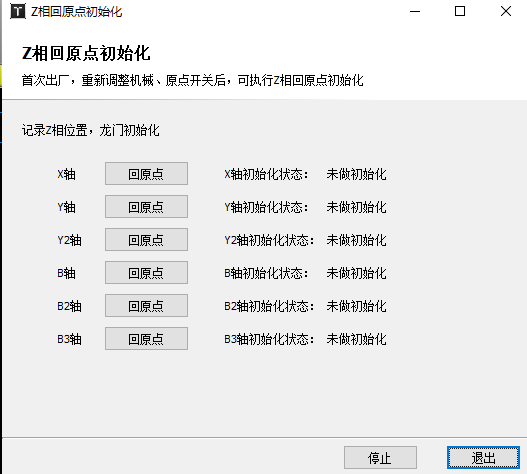 Z相回原点初始化
Z相回原点初始化
首次出厂，重新调整机械、原点开关后，可执行Z相回原点初始化
记录Z相位置，龙门初始化
X轴 回原点 X轴初始化状态： 未做初始化
Y轴 回原点 Y轴初始化状态： 未做初始化
Y2轴 回原点 Y2轴初始化状态： 未做初始化
B轴 回原点 B轴初始化状态： 未做初始化
B2轴 回原点 B2轴初始化状态： 未做初始化
B3轴 回原点 B3轴初始化状态： 未做初始化
停止 退出